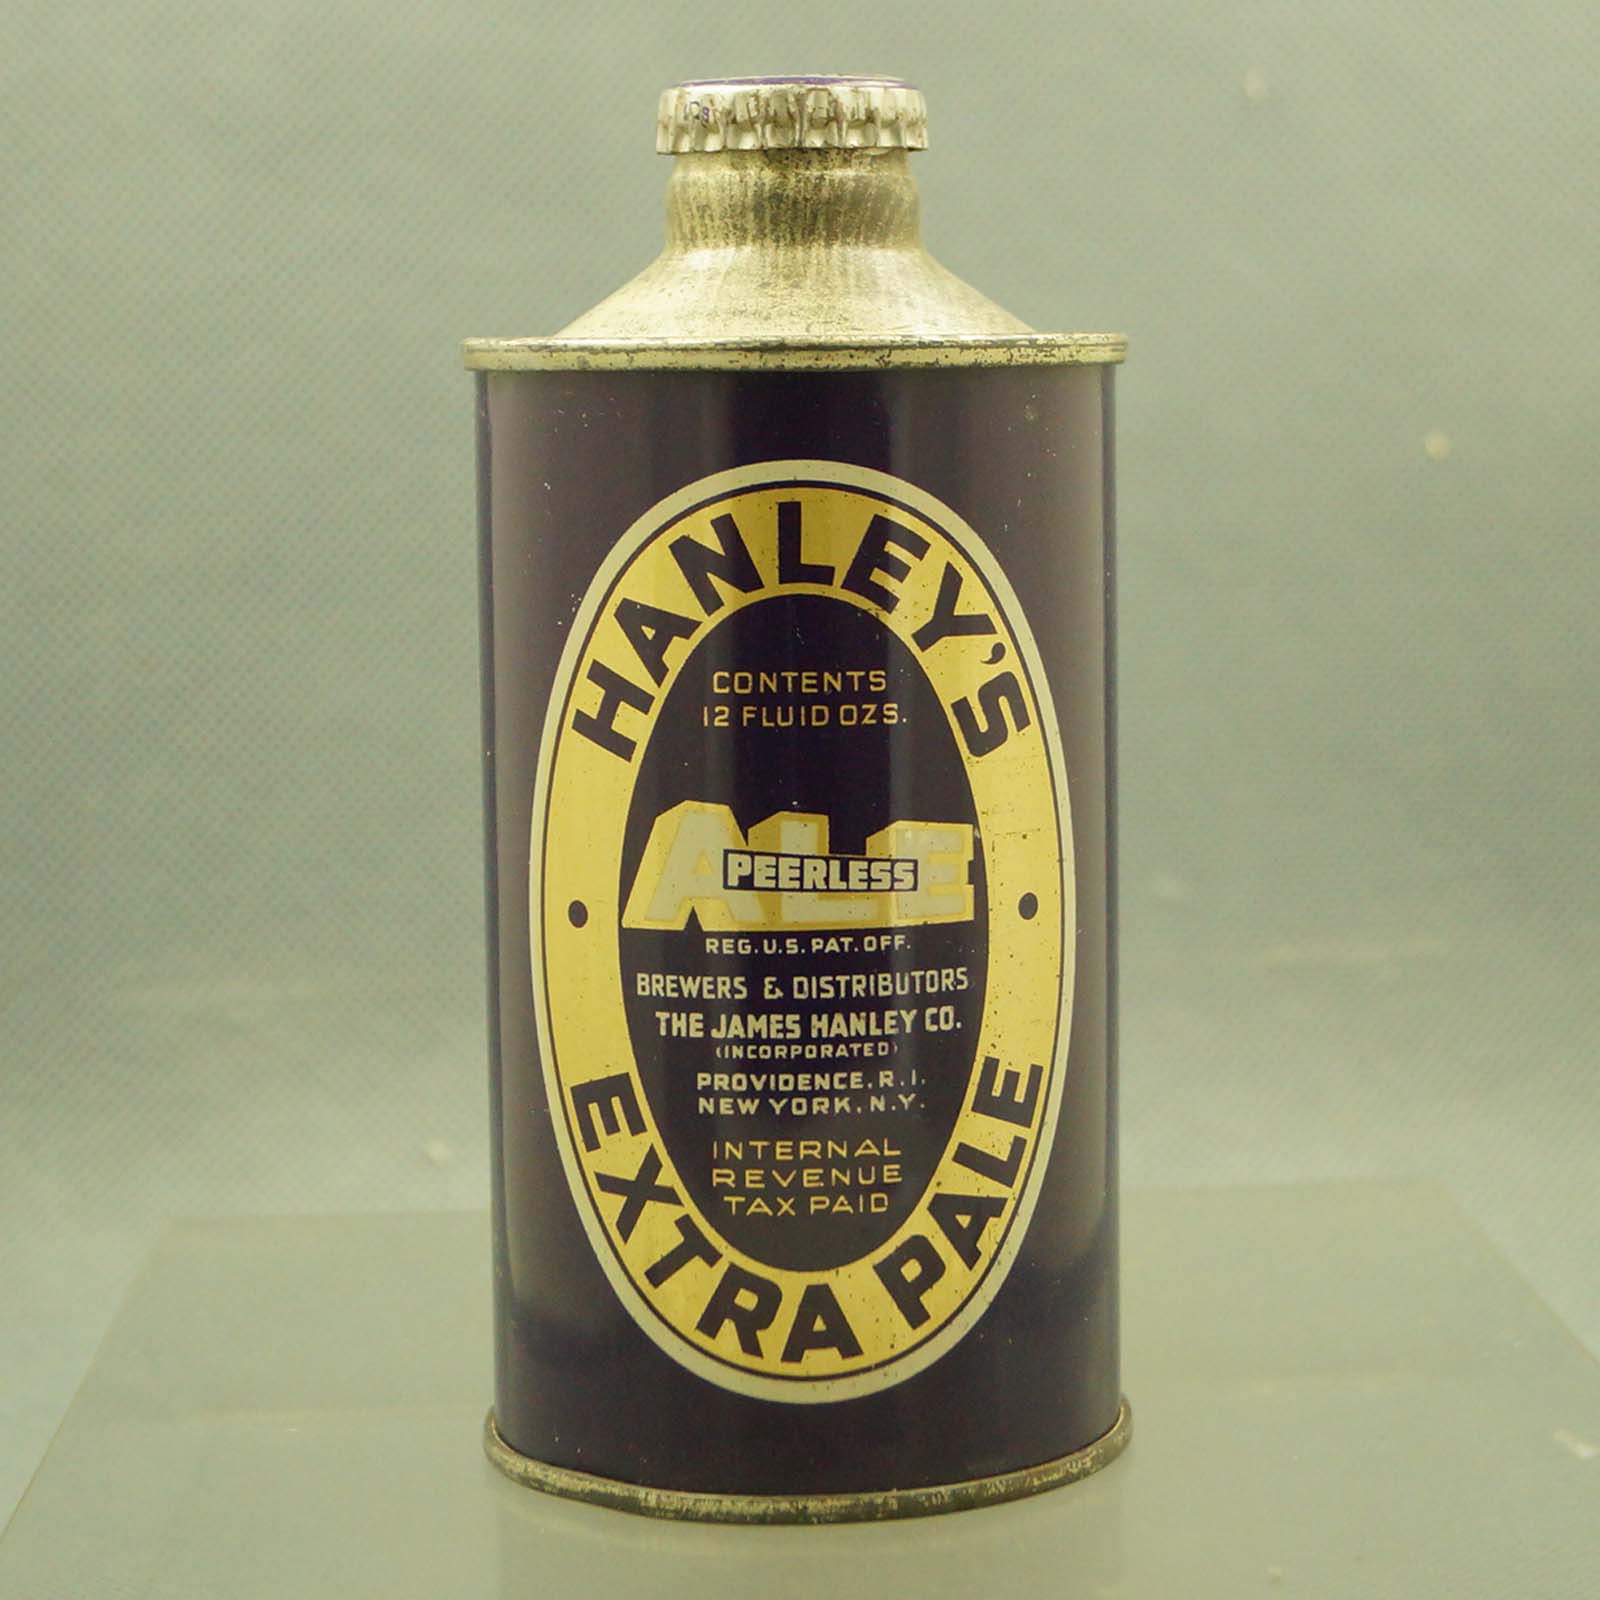 HANLEY'S
CONTENTS
12 FLUID OZS.
ALE
PEERLESS
REG. U.S. PAT. OFF.
BREWERS & DISTRIBUTORS
THE JAMES HANLEY CO.
(INCORPORATED)
PROVIDENCE, R.I.
NEW YORK, N.Y.
INTERNAL
REVENUE
TAX PAID
EXTRA PALE